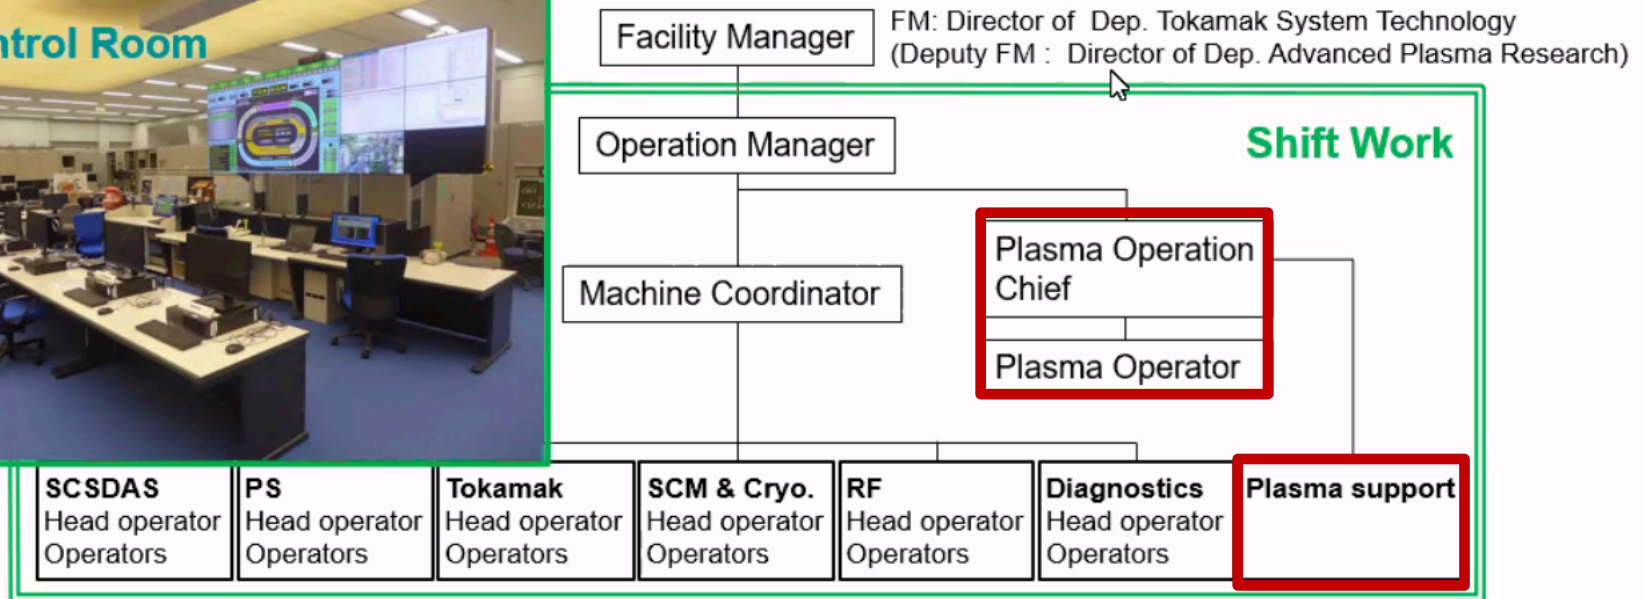 ntrol Room
Facility Manager
FM: Director of Dep. Tokamak System Technology
(Deputy FM : Director of Dep. Advanced Plasma Research)
Operation Manager
Shift Work
Plasma Operation
Chief
Machine Coordinator
Plasma Operator
SCSDAS
Head operator
Operators
PS
Head operator
Operators
Tokamak
Head operator
Operators
SCM & Cryo.
Head operator
Operators
RF
Head operator
Operators
Diagnostics
Head operator
Operators
Plasma support